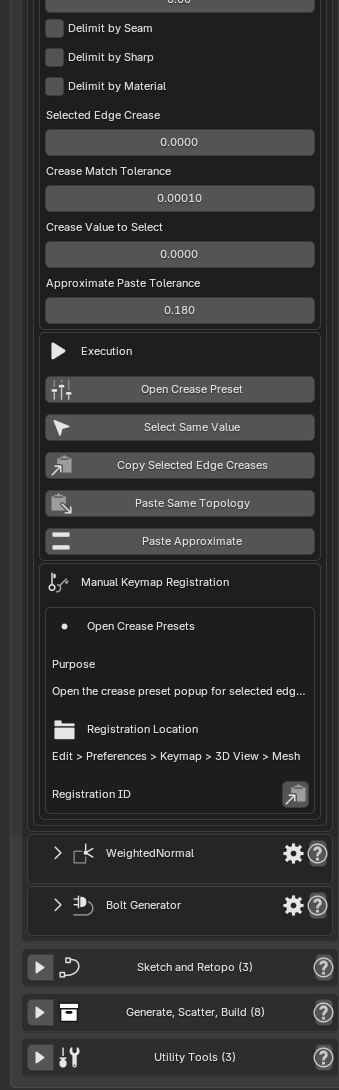 0.00
Delimit by Seam
Delimit by Sharp
Delimit by Material
Selected Edge Crease
0.0000
Crease Match Tolerance
0.00010
Crease Value to Select
0.0000
Approximate Paste Tolerance
0.180
Execution
Open Crease Preset
Select Same Value
Copy Selected Edge Creases
Paste Same Topology
Paste Approximate
Manual Keymap Registration
Open Crease Presets
Purpose
Open the crease preset popup for selected edg...
Registration Location
Edit > Preferences > Keymap > 3D View > Mesh
Registration ID
WeightedNormal
Bolt Generator
Sketch and Retopo (3)
Generate, Scatter, Build (8)
Utility Tools (3)